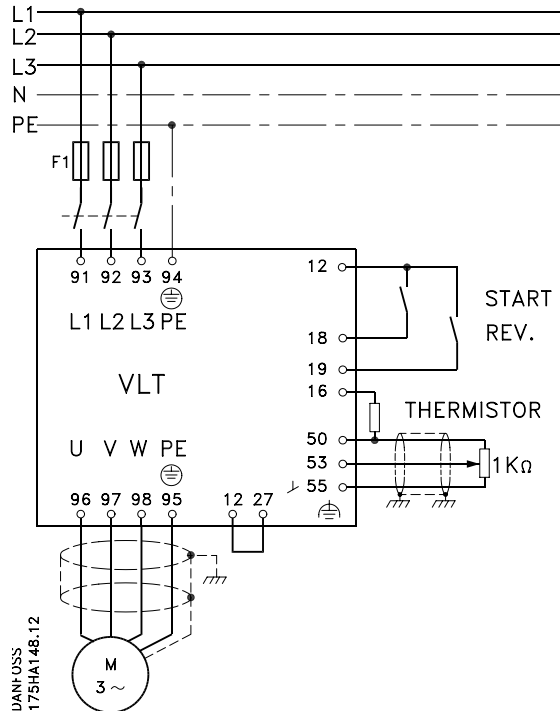 L1
L2
L3
N
PE
F1
91 92 93 94
L1 L2 L3 PE
VLT
U V W PE
96 97 98 95
12 27
12
18
19
16
50
53
55
START
REV.
THERMISTOR
1KΩ
M
3~
DANFOSS
175HA148.12